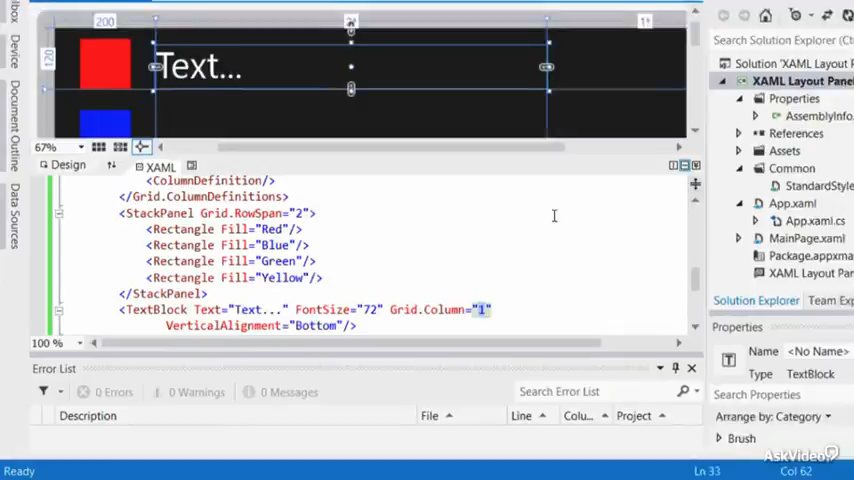 200
2*
1*
120
Text...
67%
Design
XAML
<ColumnDefinition/>
</Grid.ColumnDefinitions>
<StackPanel Grid.RowSpan="2">
<Rectangle Fill="Red"/>
<Rectangle Fill="Blue"/>
<Rectangle Fill="Green"/>
<Rectangle Fill="Yellow"/>
</StackPanel>
<TextBlock Text="Text..." FontSize="72" Grid.Column="1"
VerticalAlignment="Bottom"/>
100 %
Error List
0 Errors
0 Warnings
0 Messages
Search Error List
Description
File
Line
Colu...
Project
Ready
Ln 33
Col 62
Device
Document Outline
Data Sources
Search Solution Explorer (
Solution 'XAML Layout
XAML Layout Pane
Properties
AssemblyInfo.
References
Assets
Common
StandardStyle
App.xaml
App.xaml.cs
MainPage.xaml
Package.appxma
XAML Layout Pan
Solution Explorer
Team Exp
Properties
Name
<No Name>
Type
TextBlock
Search Properties
Arrange by: Category
Brush
AskVideo